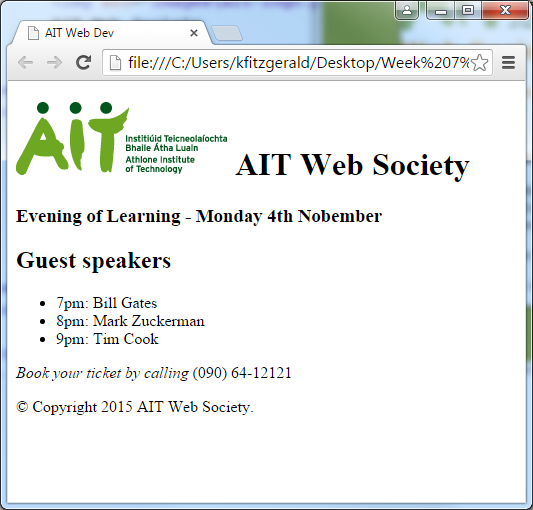 AIT Web Dev
file:///C:/Users/kfitzgerald/Desktop/Week%207%
AIT
Institiúid Teicneolaíochta
Bhaile Átha Luain
Athlone Institute
of Technology
AIT Web Society
Evening of Learning - Monday 4th Nobember
Guest speakers
7pm: Bill Gates
8pm: Mark Zuckerman
9pm: Tim Cook
Book your ticket by calling (090) 64-12121
© Copyright 2015 AIT Web Society.